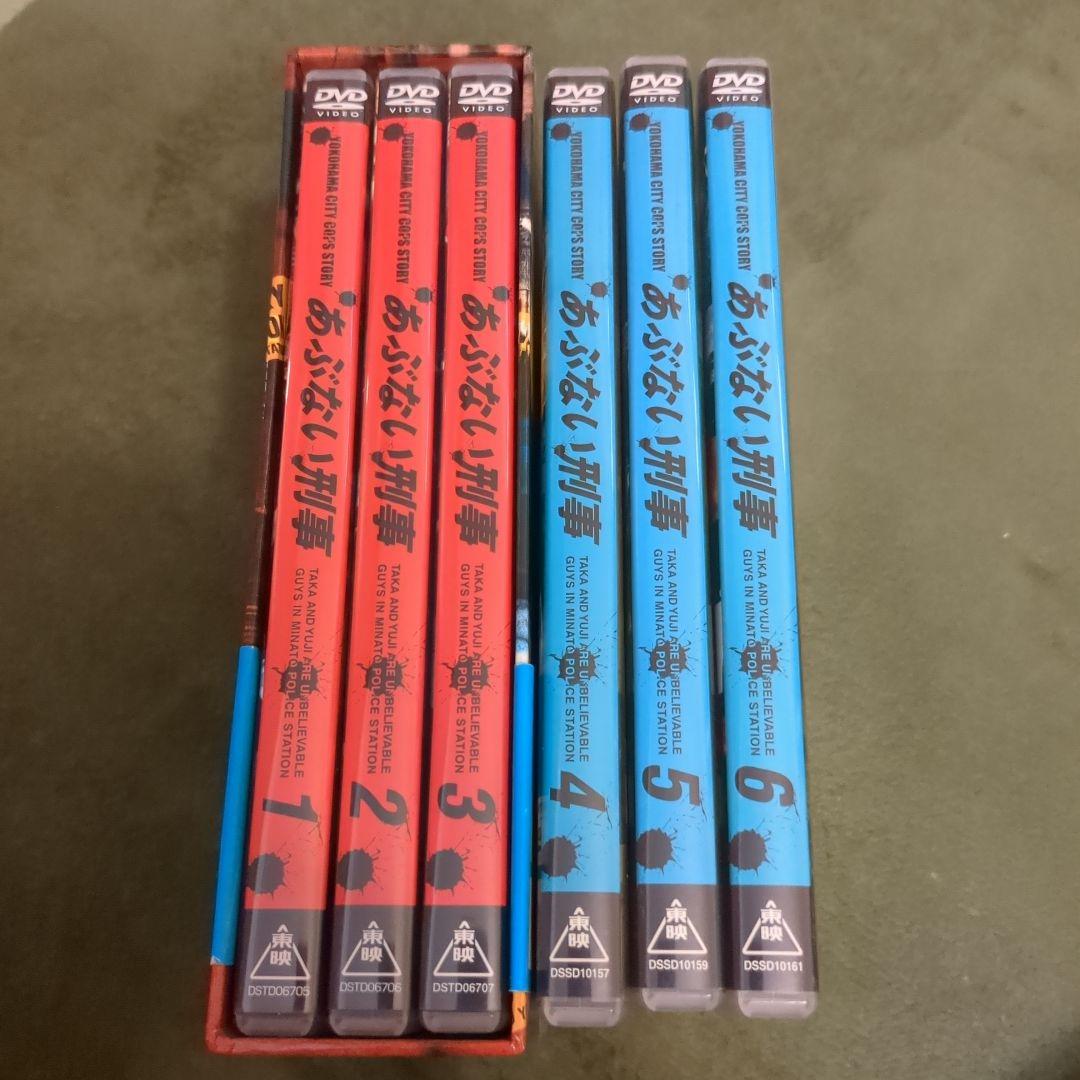 DVD
VIDEO
YOKOHAMA CITY COPS STORY
あぶない刑事
TAKA AND YUJI ARE UNBELIEVABLE
GUYS IN MINATO POLICE STATION
1
東映
DSTD06705
DVD
VIDEO
YOKOHAMA CITY COPS STORY
あぶない刑事
TAKA AND YUJI ARE UNBELIEVABLE
GUYS IN MINATO POLICE STATION
2
東映
DSTD06706
DVD
VIDEO
YOKOHAMA CITY COPS STORY
あぶない刑事
TAKA AND YUJI ARE UNBELIEVABLE
GUYS IN MINATO POLICE STATION
3
東映
DSTD06707
DVD
VIDEO
YOKOHAMA CITY COPS STORY
あぶない刑事
TAKA AND YUJI ARE UNBELIEVABLE
GUYS IN MINATO POLICE STATION
4
東映
DSSD10157
DVD
VIDEO
YOKOHAMA CITY COPS STORY
あぶない刑事
TAKA AND YUJI ARE UNBELIEVABLE
GUYS IN MINATO POLICE STATION
5
東映
DSSD10159
DVD
VIDEO
YOKOHAMA CITY COPS STORY
あぶない刑事
TAKA AND YUJI ARE UNBELIEVABLE
GUYS IN MINATO POLICE STATION
6
東映
DSSD10161